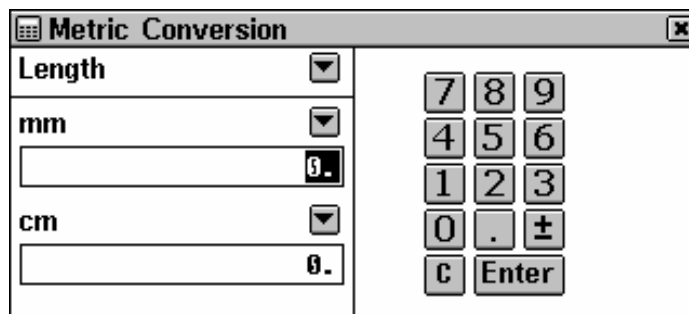 Metric Conversion
Length
mm
0.
cm
0.
7 8 9
4 5 6
1 2 3
0 . ±
C Enter